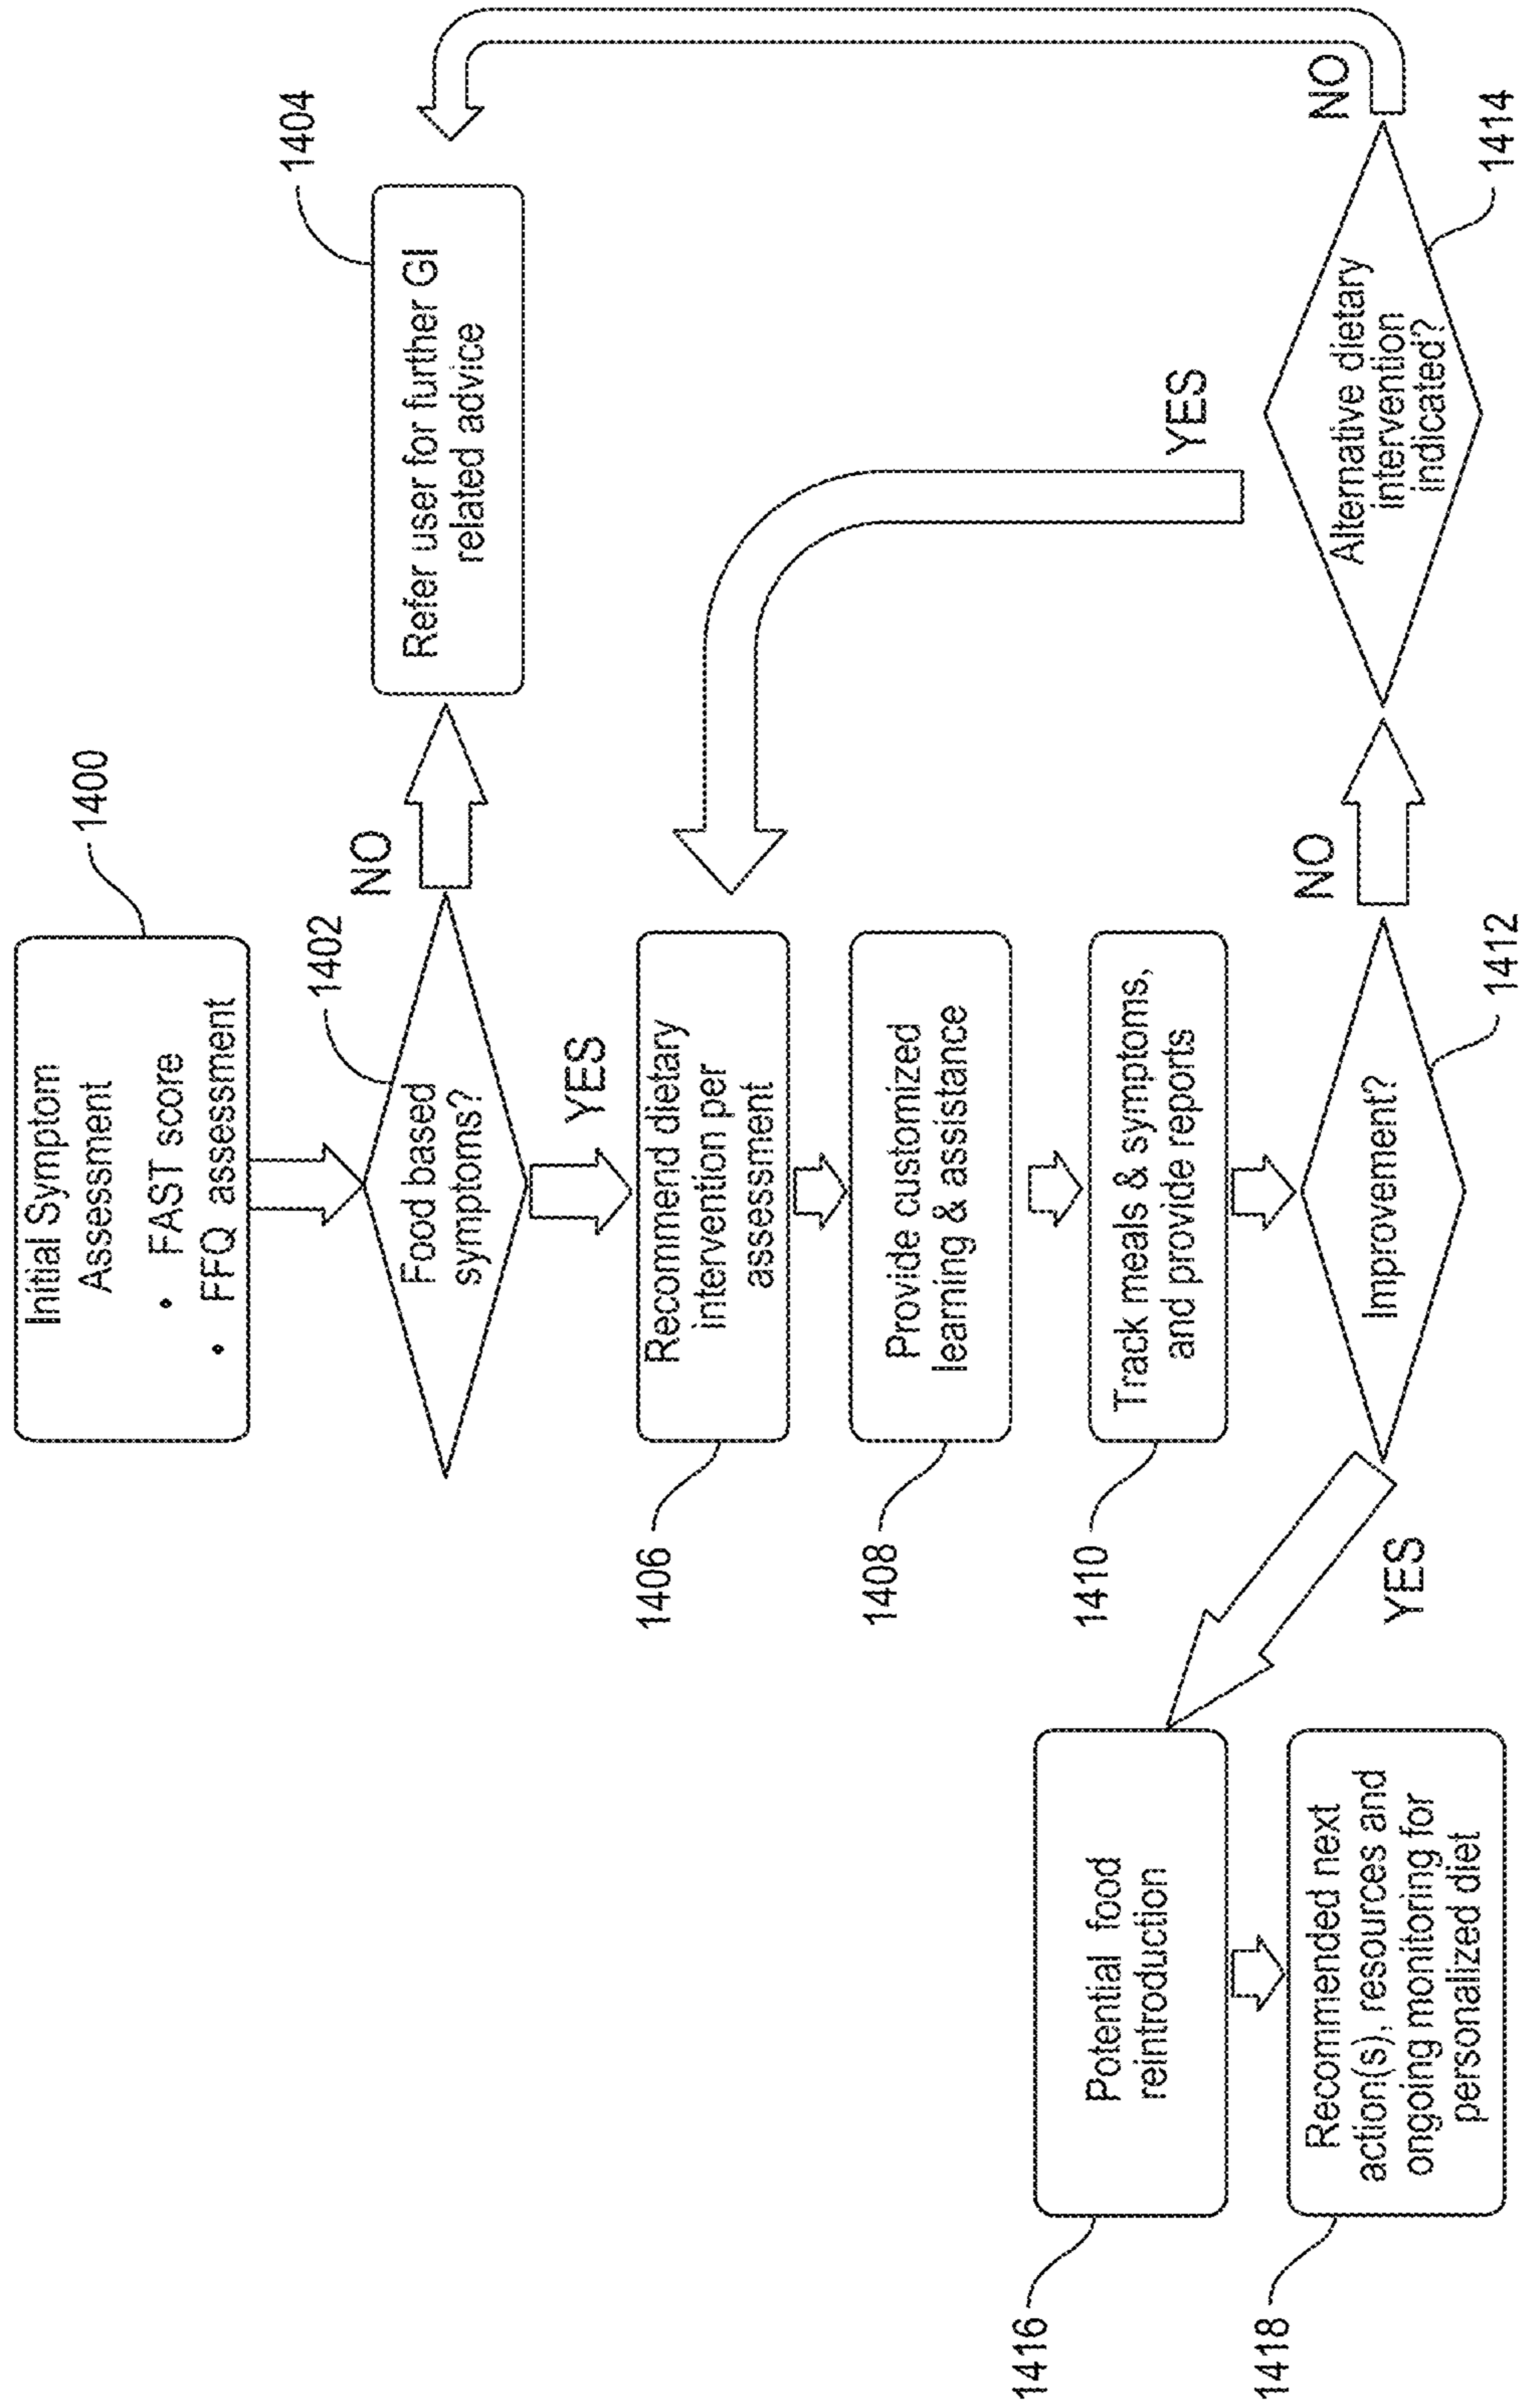 Initial Symptom
Assessment
• FAST score
• FFQ assessment
1400
1402
Food based
symptoms?
NO
Refer user for further GI
related advice
1404
YES
Recommend dietary
intervention per
assessment
1406
Provide customized
learning & assistance
1408
Track meals & symptoms,
and provide reports
1410
Improvement?
1412
NO
Alternative dietary
intervention
indicated?
1414
YES
NO
YES
Potential food
reintroduction
1416
Recommended next
action(s), resources and
ongoing monitoring for
personalized diet
1418